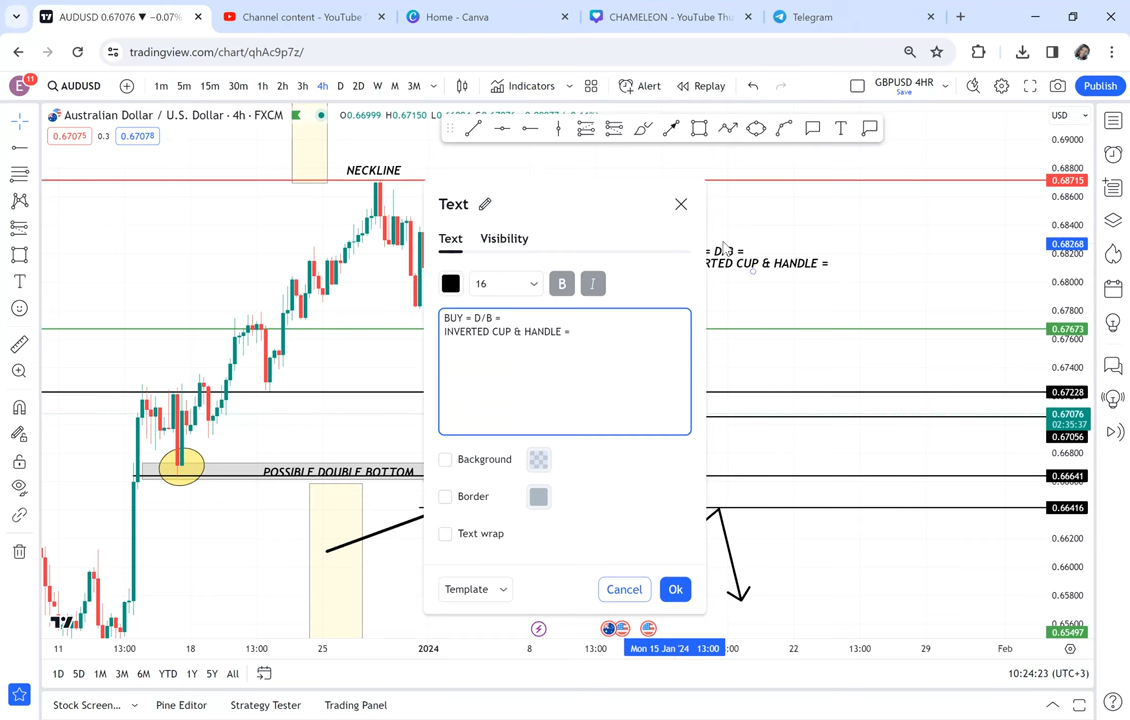 AUDUSD 0.67076 ▼ −0.07%
Channel content - YouTube
Home - Canva
CHAMELEON - YouTube Thu
Telegram
tradingview.com/chart/qhAc9p7z/
E
11
AUDUSD
1m 5m 15m 30m 1h 2h 3h 4h D 2D W M 3M
Indicators
Alert
Replay
GBPUSD 4HR
Save
Publish
Australian Dollar / U.S. Dollar · 4h · FXCM
O0.66999 H0.67150
USD
0.67075
0.3
0.67078
0.69000
NECKLINE
0.68800
0.68715
0.68600
Text
0.68400
Text
Visibility
= D/B =
0.68268
RTED CUP & HANDLE =
16
B
I
0.68000
BUY = D/B =
INVERTED CUP & HANDLE =
0.67800
0.67673
0.67600
0.67400
0.67228
0.67076
02:35:37
0.67056
Background
0.66800
POSSIBLE DOUBLE BOTTOM
0.66641
Border
0.66416
Text wrap
0.66200
0.66000
Template
Cancel
Ok
0.65800
0.65600
0.65497
11
13:00
18
13:00
25
2024
8
13:00
Mon 15 Jan '24 13:00
:00
22
13:00
29
Feb
1D 5D 1M 3M 6M YTD 1Y 5Y All
10:24:23 (UTC+3)
Stock Screen...
Pine Editor
Strategy Tester
Trading Panel